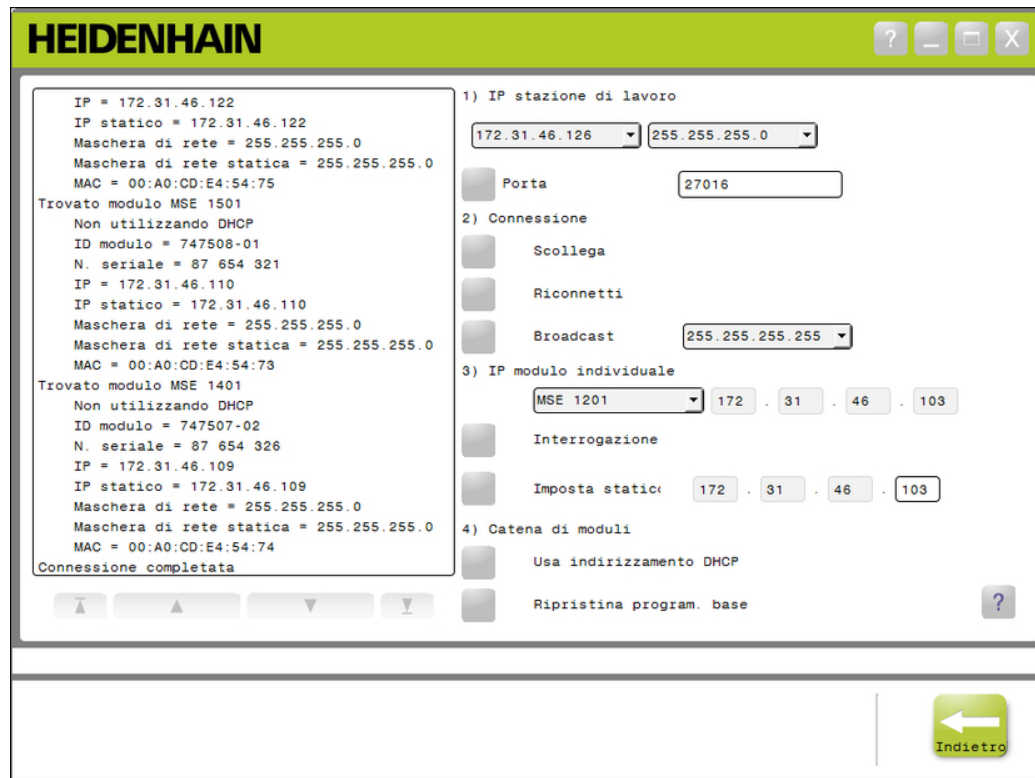 HEIDENHAIN
? _ X
IP = 172.31.46.122
IP statico = 172.31.46.122
Maschera di rete = 255.255.255.0
Maschera di rete statica = 255.255.255.0
MAC = 00:A0:CD:E4:54:75
Trovato modulo MSE 1501
Non utilizzando DHCP
ID modulo = 747508-01
N. seriale = 87 654 321
IP = 172.31.46.110
IP statico = 172.31.46.110
Maschera di rete = 255.255.255.0
Maschera di rete statica = 255.255.255.0
MAC = 00:A0:CD:E4:54:73
Trovato modulo MSE 1401
Non utilizzando DHCP
ID modulo = 747507-02
N. seriale = 87 654 326
IP = 172.31.46.109
IP statico = 172.31.46.109
Maschera di rete = 255.255.255.0
Maschera di rete statica = 255.255.255.0
MAC = 00:A0:CD:E4:54:74
Connessione completata
1) IP stazione di lavoro
172.31.46.126 255.255.255.0
Porta 27016
2) Connessione
Scollega
Riconnetti
Broadcast 255.255.255.255
3) IP modulo individuale
MSE 1201 172 . 31 . 46 . 103
Interrogazione
Imposta static 172 . 31 . 46 . 103
4) Catena di moduli
Usa indirizzamento DHCP
Ripristina program. base
?
Indietro